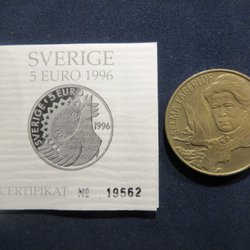 SVERIGE
5 EURO 1996
SVERIGE · 5 EURO
1996
CERTIFIKAT No 19562
SELMA LAGERLÖF